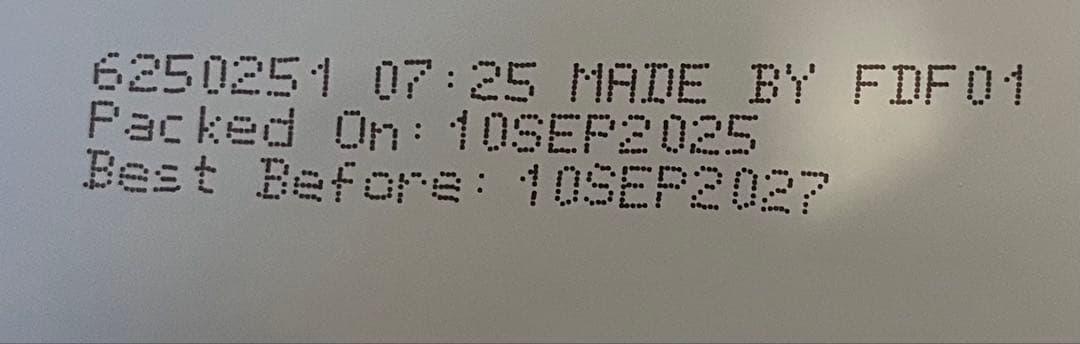 6250251 07:25 MADE BY FDF01
Packed On: 10SEP2025
Best Before: 10SEP2027